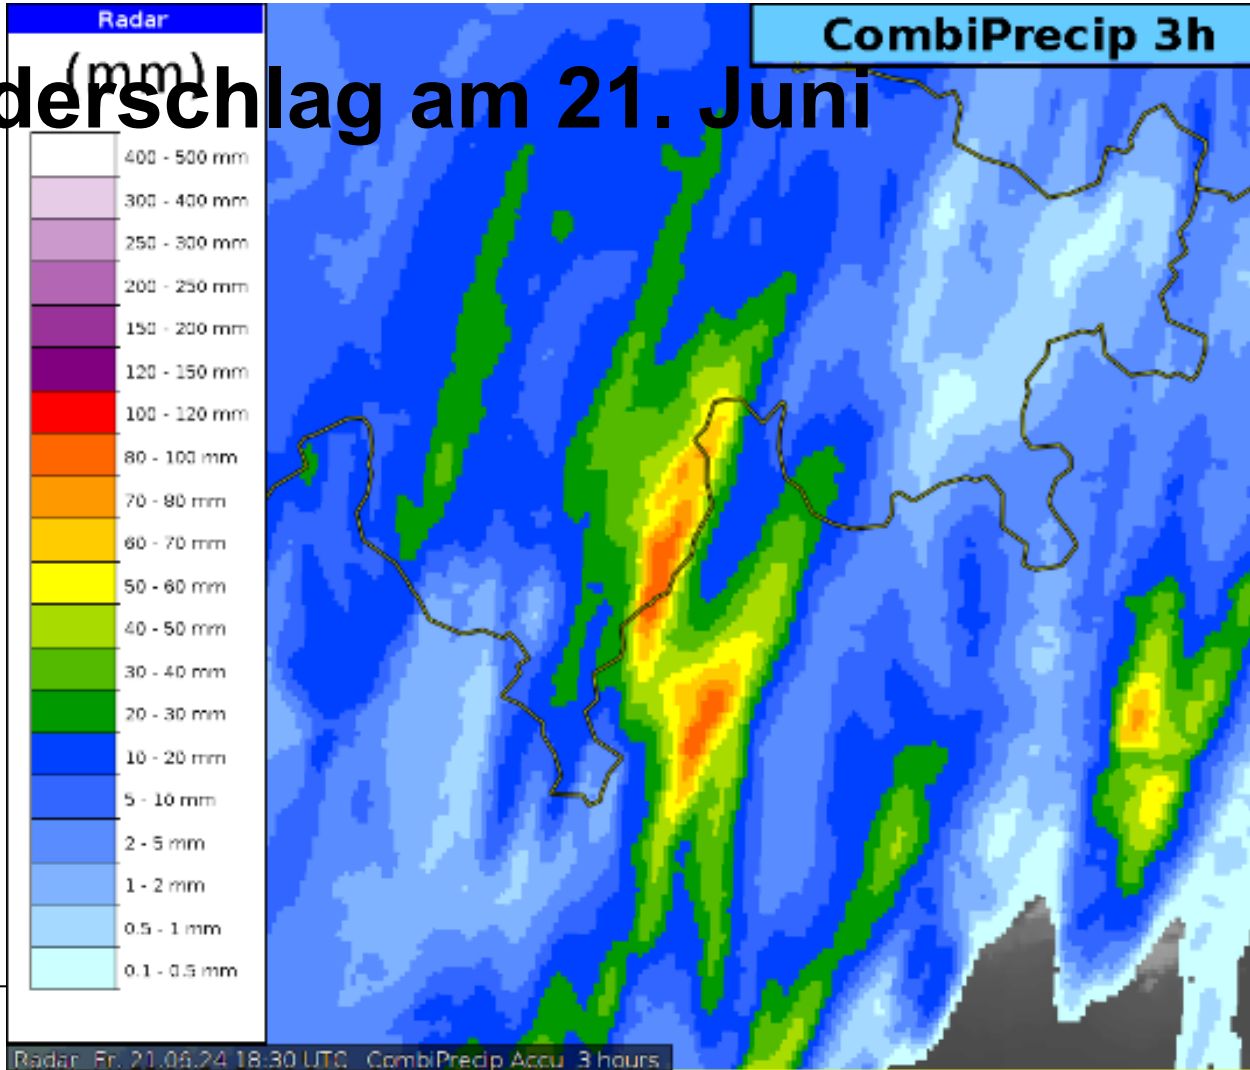 Radar
CombiPrecip 3h
(mm)
derschlag am 21. Juni
400 - 500 mm
300 - 400 mm
250 - 300 mm
200 - 250 mm
150 - 200 mm
120 - 150 mm
100 - 120 mm
80 - 100 mm
70 - 80 mm
60 - 70 mm
50 - 60 mm
40 - 50 mm
30 - 40 mm
20 - 30 mm
10 - 20 mm
5 - 10 mm
2 - 5 mm
1 - 2 mm
0.5 - 1 mm
0.1 - 0.5 mm
Radar Fr. 21.06.24 18:30 UTC CombiPrecip Accu 3 hours